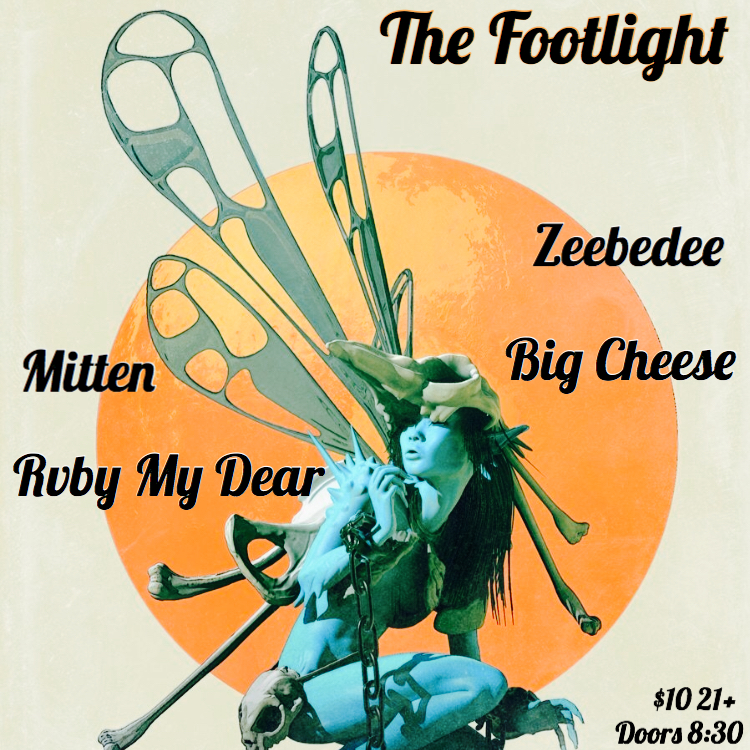 The Footlight
Zeebedee
Big Cheese
Mitten
Rvby My Dear
$10 21+
Doors 8:30